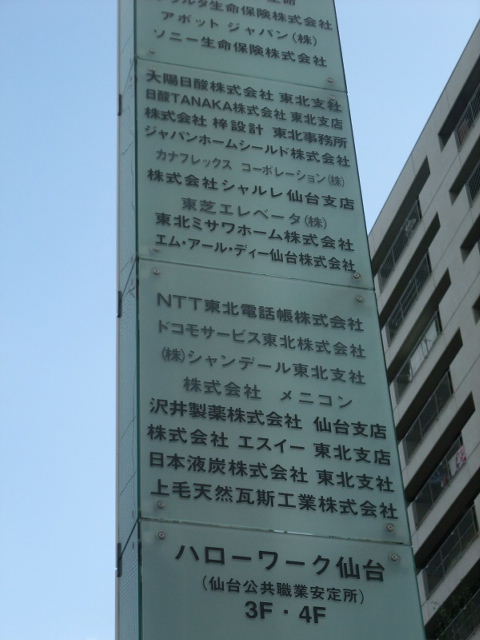 生命保険株式会社
アボット ジャパン(株)
ソニー生命保険株式会社
大陽日酸株式会社 東北支社
日酸TANAKA株式会社 東北支店
株式会社 梓設計 東北事務所
ジャパンホームシールド株式会社
カナフレックス コーポレーション(株)
株式会社シャルレ仙台支店
東芝エレベータ(株)
東北ミサワホーム株式会社
エム・アール・ディー仙台株式会社
NTT東北電話帳株式会社
ドコモサービス東北株式会社
(株)シャンデール東北支社
株式会社 メニコン
沢井製薬株式会社 仙台支店
株式会社 エスイー 東北支店
日本液炭株式会社 東北支社
上毛天然瓦斯工業株式会社
ハローワーク仙台
(仙台公共職業安定所)
3F・4F